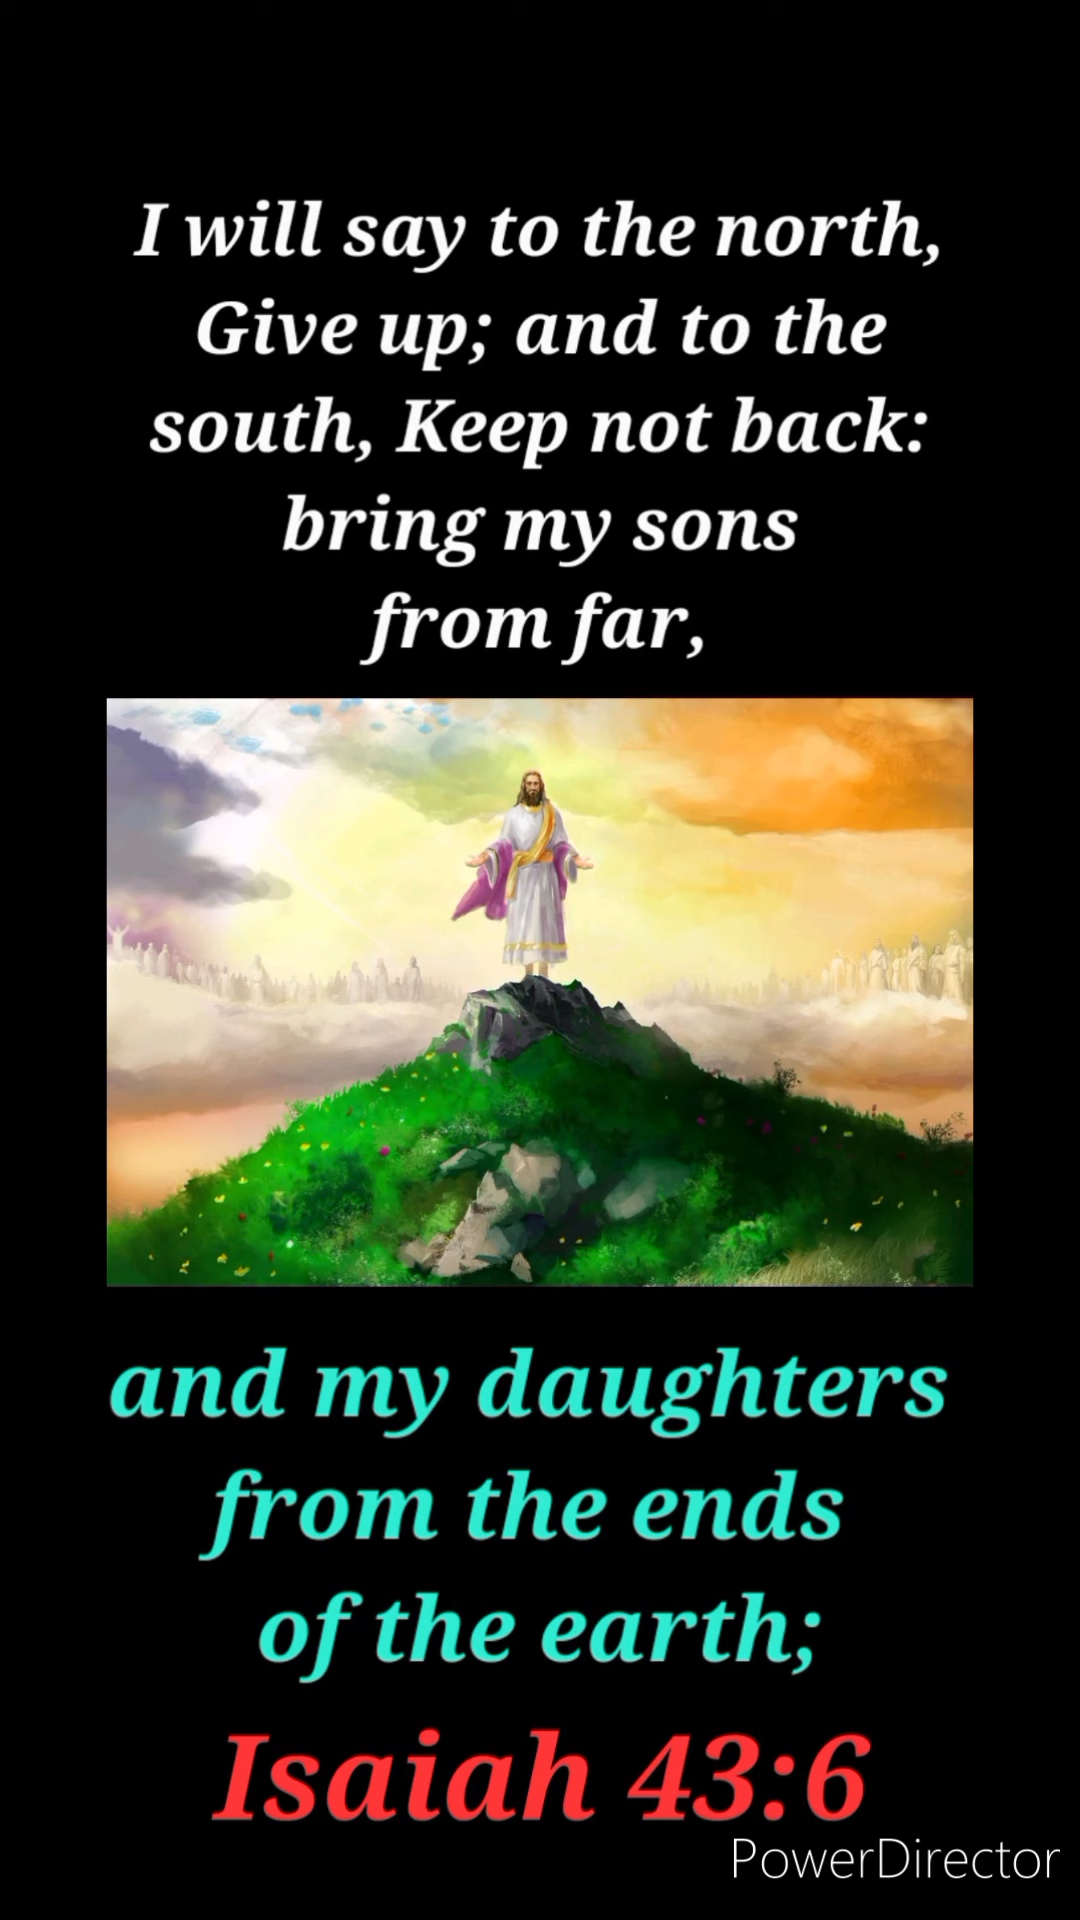 I will say to the north,
Give up; and to the
south, Keep not back:
bring my sons
from far,
and my daughters
from the ends
of the earth;
Isaiah 43:6
PowerDirector